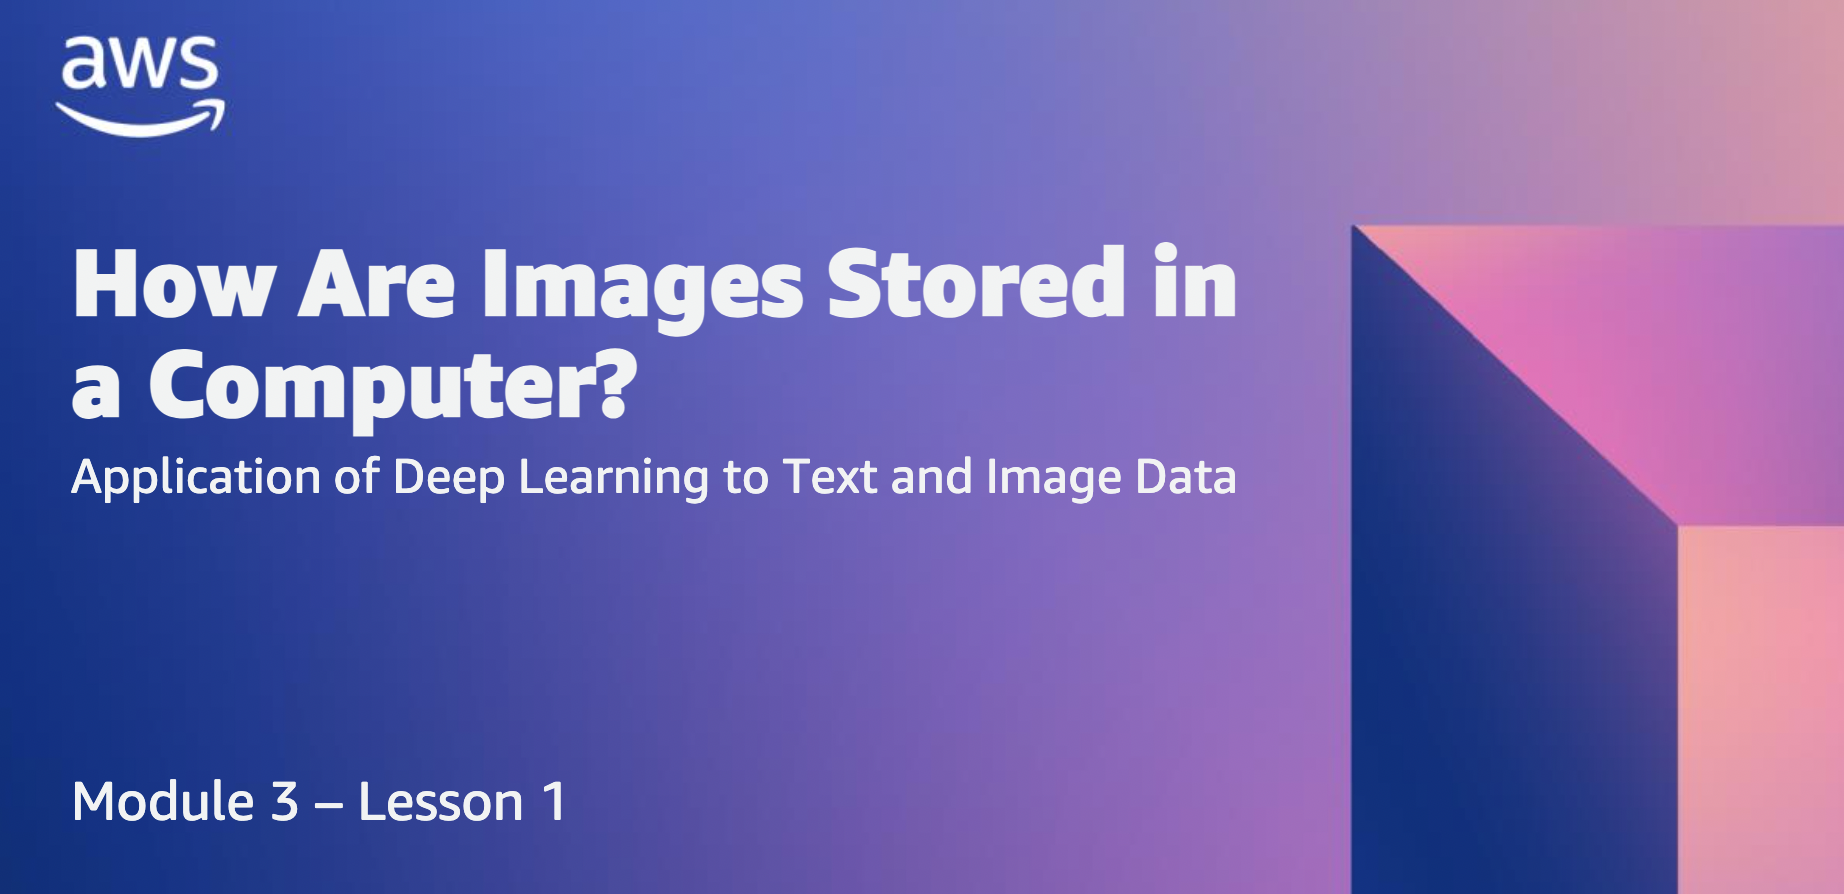 aws
How Are Images Stored in
a Computer?
Application of Deep Learning to Text and Image Data
Module 3 – Lesson 1